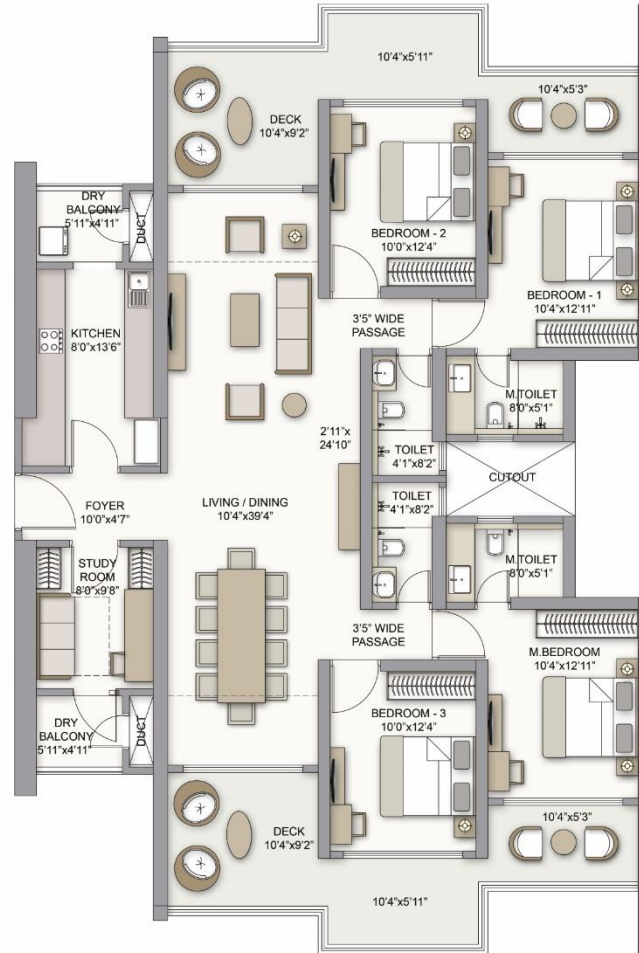 10'4"x5'11"
10'4"x5'3"
DECK
10'4"x9'2"
DRY
BALCONY
5'11"x4'11"
DUCT
BEDROOM - 2
10'0"x12'4"
BEDROOM - 1
10'4"x12'11"
KITCHEN
8'0"x13'6"
3'5" WIDE
PASSAGE
M.TOILET
8'0"x5'1"
2'11"x
24'10"
TOILET
4'1"x8'2"
CUTOUT
FOYER
10'0"x4'7"
LIVING / DINING
10'4"x39'4"
TOILET
4'1"x8'2"
STUDY
ROOM
8'0"x9'8"
M.TOILET
8'0"x5'1"
3'5" WIDE
PASSAGE
M.BEDROOM
10'4"x12'11"
DRY
BALCONY
5'11"x4'11"
DUCT
BEDROOM - 3
10'0"x12'4"
DECK
10'4"x9'2"
10'4"x5'3"
10'4"x5'11"